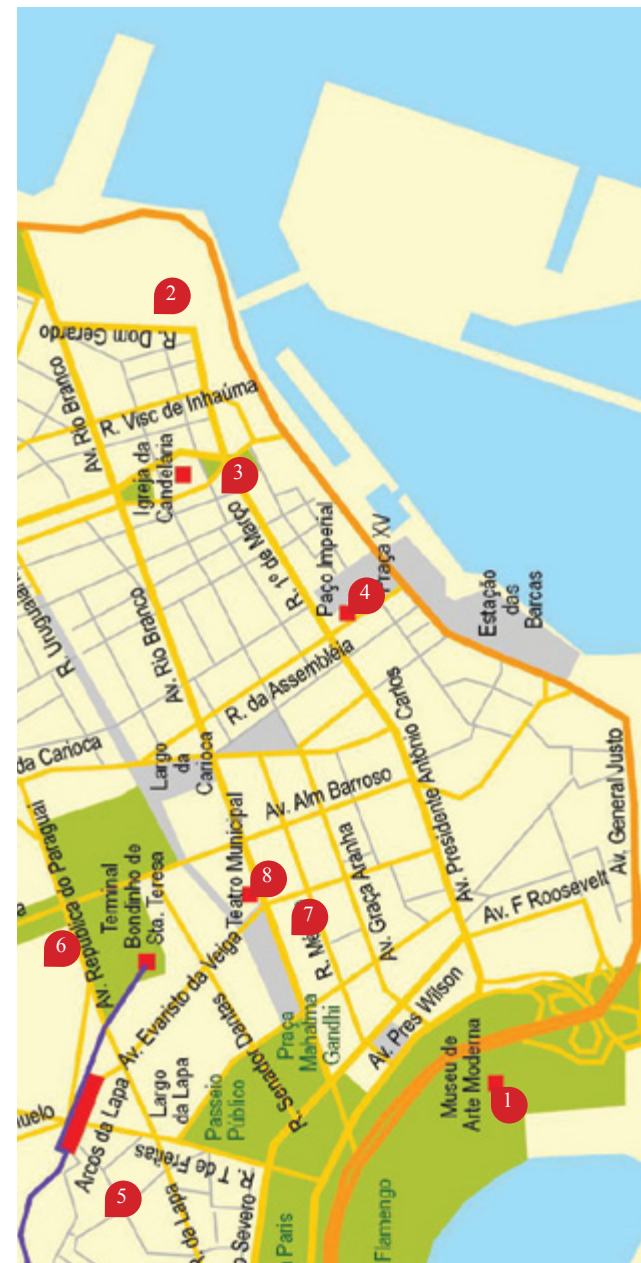 2
R. Dom Gerardo
Av. Rio Branco
R. Visc de Inhaúma
Igreja da
Candelária
3
R. 1º de Março
Paço Imperial
Praça XV
4
Estação
das
Barcas
R. Uruguaian
Av. Rio Branco
R. da Assembléia
da Carioca
Largo
da
Carioca
Av. Alm Barroso
Av. Presidente Antonio Carlos
Av. General Justo
Av. República do Paraguai
6
Terminal
Bondinho de
Sta. Teresa
Teatro Municipal
8
7
R. Mé
Av. Graça Aranha
Av. F Roosevelt
Av. Evaristo da Veiga
R. Senador Dantas
Praça
Mahatma
Gandhi
Av. Pres Wilson
uelo
Arcos da Lapa
Largo
da Lapa
Passeio
Público
Museu de
Arte Moderna
1
5
R. T de Freitas
R. da Lapa
o Severo
a Paris
Flamengo